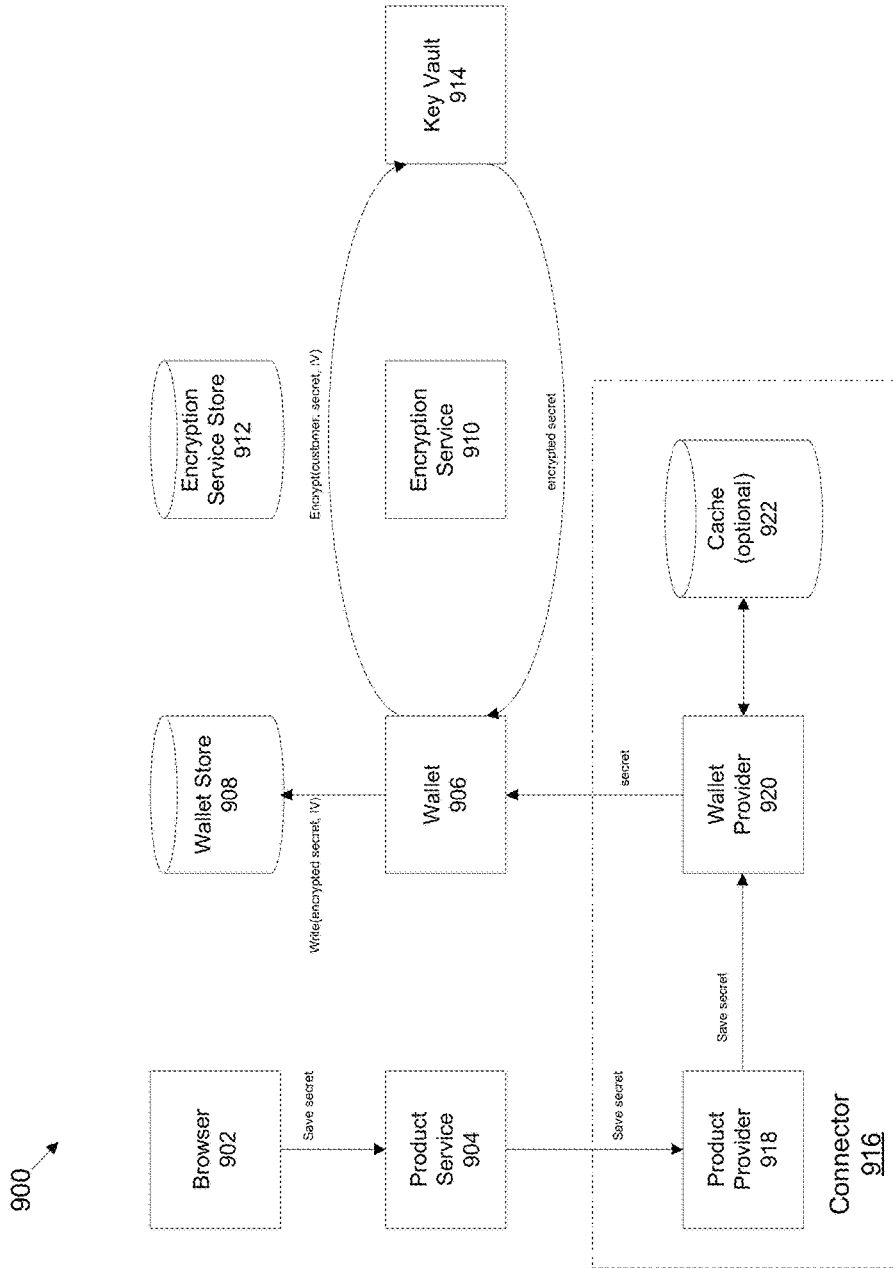 900
Browser
902
Save secret
Product
Service
904
Save secret
Product
Provider
918
Connector
916
Save secret
Wallet Store
908
Write(encrypted secret, IV)
Wallet
906
secret
Wallet
Provider
920
Encryption
Service Store
912
Encrypt(customer, secret, IV)
Encryption
Service
910
encrypted secret
Cache
(optional)
922
Key Vault
914